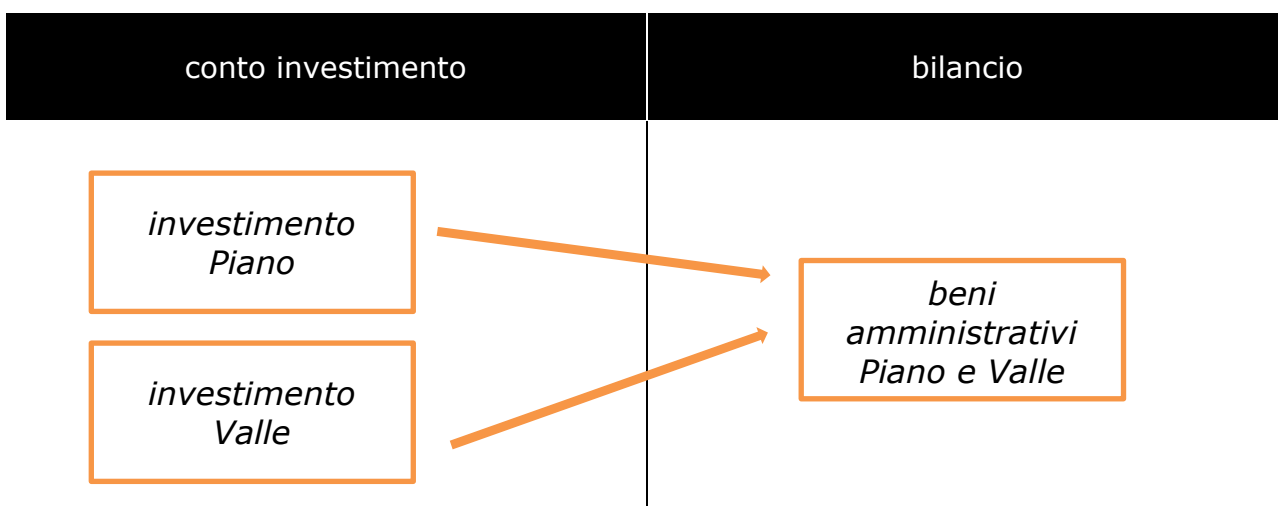 conto investimento
bilancio
investimento
Piano
investimento
Valle
beni
amministrativi
Piano e Valle